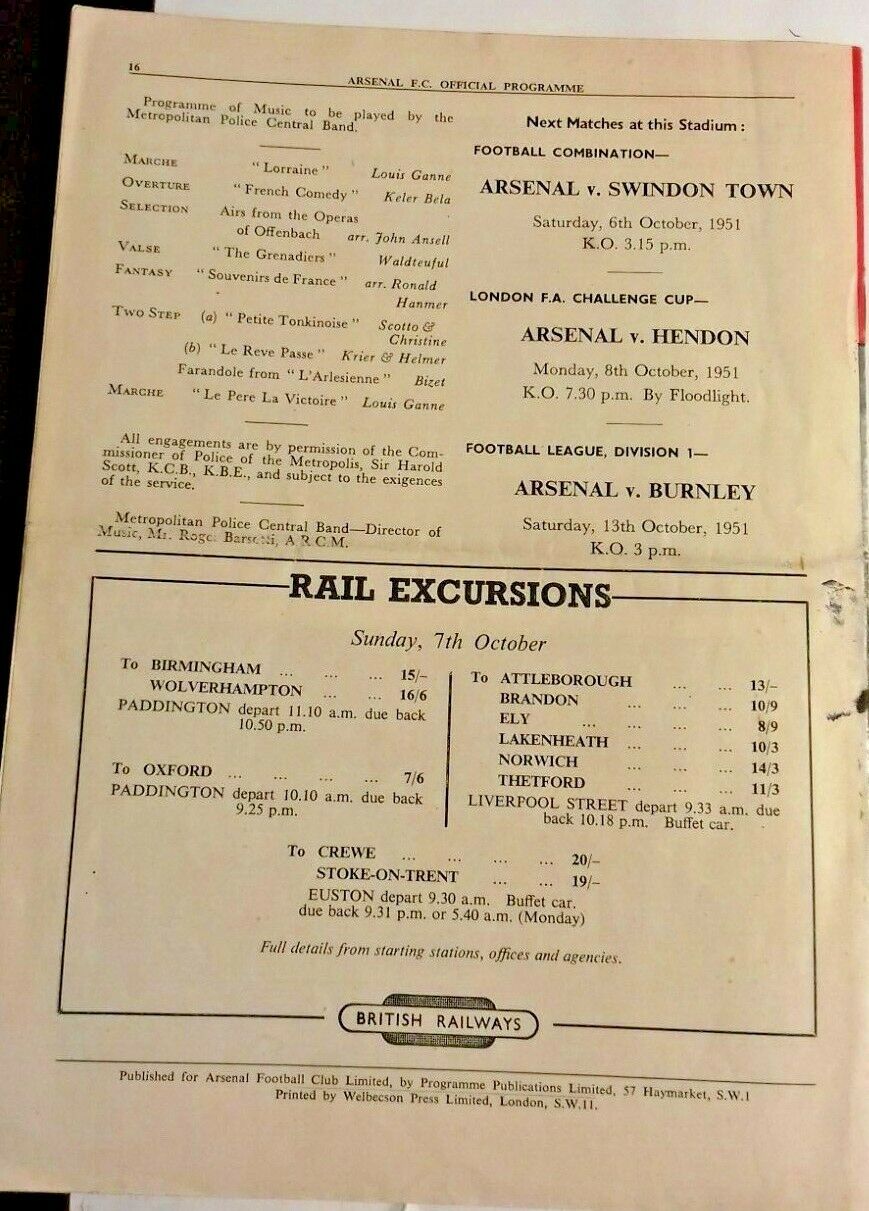 16
ARSENAL F.C. OFFICIAL PROGRAMME
Programme of Music to be played by the
Metropolitan Police Central Band.
MARCHE "Lorraine" Louis Ganne
OVERTURE "French Comedy" Keler Bela
SELECTION Airs from the Operas
of Offenbach arr. John Ansell
VALSE "The Grenadiers" Waldteuful
FANTASY "Souvenirs de France" arr. Ronald
Hanmer
TWO STEP (a) "Petite Tonkinoise" Scotto &
Christine
(b) "Le Reve Passe" Krier & Helmer
Farandole from "L'Arlesienne" Bizet
MARCHE "Le Pere La Victoire" Louis Ganne
All engagements are by permission of the Com-
missioner of Police of the Metropolis, Sir Harold
Scott, K.C.B., K.B.E., and subject to the exigences
of the service.
Metropolitan Police Central Band—Director of
Music, Mr. Roger Barsotti, A.R.C.M.
Next Matches at this Stadium:
FOOTBALL COMBINATION—
ARSENAL v. SWINDON TOWN
Saturday, 6th October, 1951
K.O. 3.15 p.m.
LONDON F.A. CHALLENGE CUP—
ARSENAL v. HENDON
Monday, 8th October, 1951
K.O. 7.30 p.m. By Floodlight.
FOOTBALL LEAGUE, DIVISION 1—
ARSENAL v. BURNLEY
Saturday, 13th October, 1951
K.O. 3 p.m.
RAIL EXCURSIONS
Sunday, 7th October
To BIRMINGHAM ... ... ... 15/-
WOLVERHAMPTON ... ... 16/6
PADDINGTON depart 11.10 a.m. due back
10.50 p.m.
To OXFORD ... ... ... ... 7/6
PADDINGTON depart 10.10 a.m. due back
9.25 p.m.
To ATTLEBOROUGH ... ... 13/-
BRANDON ... ... ... 10/9
ELY ... ... ... 8/9
LAKENHEATH ... ... ... 10/3
NORWICH ... ... ... 14/3
THETFORD ... ... ... 11/3
LIVERPOOL STREET depart 9.33 a.m. due
back 10.18 p.m. Buffet car.
To CREWE ... ... ... ... 20/-
STOKE-ON-TRENT ... ... 19/-
EUSTON depart 9.30 a.m. Buffet car.
due back 9.31 p.m. or 5.40 a.m. (Monday)
Full details from starting stations, offices and agencies.
BRITISH RAILWAYS
Published for Arsenal Football Club Limited, by Programme Publications Limited, 57 Haymarket, S.W.1
Printed by Welbecson Press Limited, London, S.W.11.